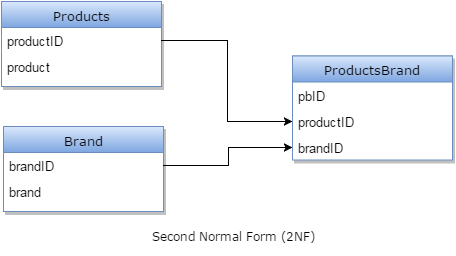 Products
productID
product
Brand
brandID
brand
ProductsBrand
pbID
productID
brandID
Second Normal Form (2NF)